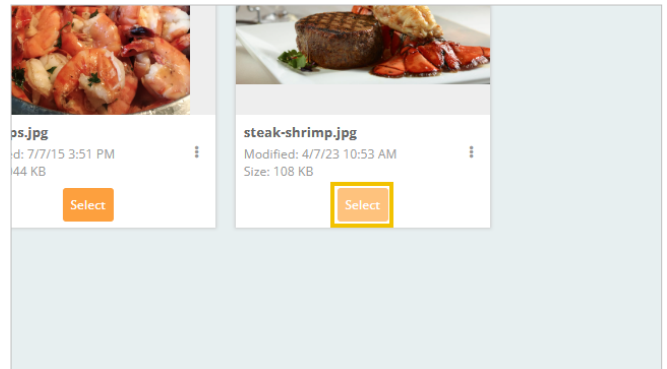 ps.jpg
ed: 7/7/15 3:51 PM
44 KB
Select
steak-shrimp.jpg
Modified: 4/7/23 10:53 AM
Size: 108 KB
Select